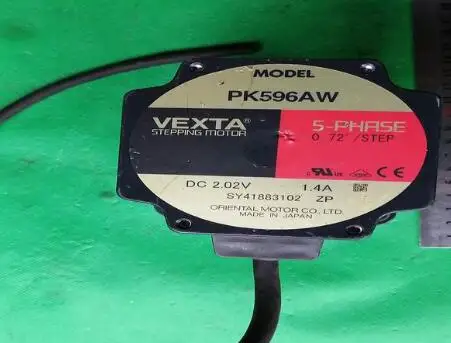 MODEL
PK596AW
VEXTA®
STEPPING MOTOR
5-PHASE
0.72°/STEP
DC 2.02V 1.4A
SY41883102 ZP
ORIENTAL MOTOR CO., LTD.
MADE IN JAPAN